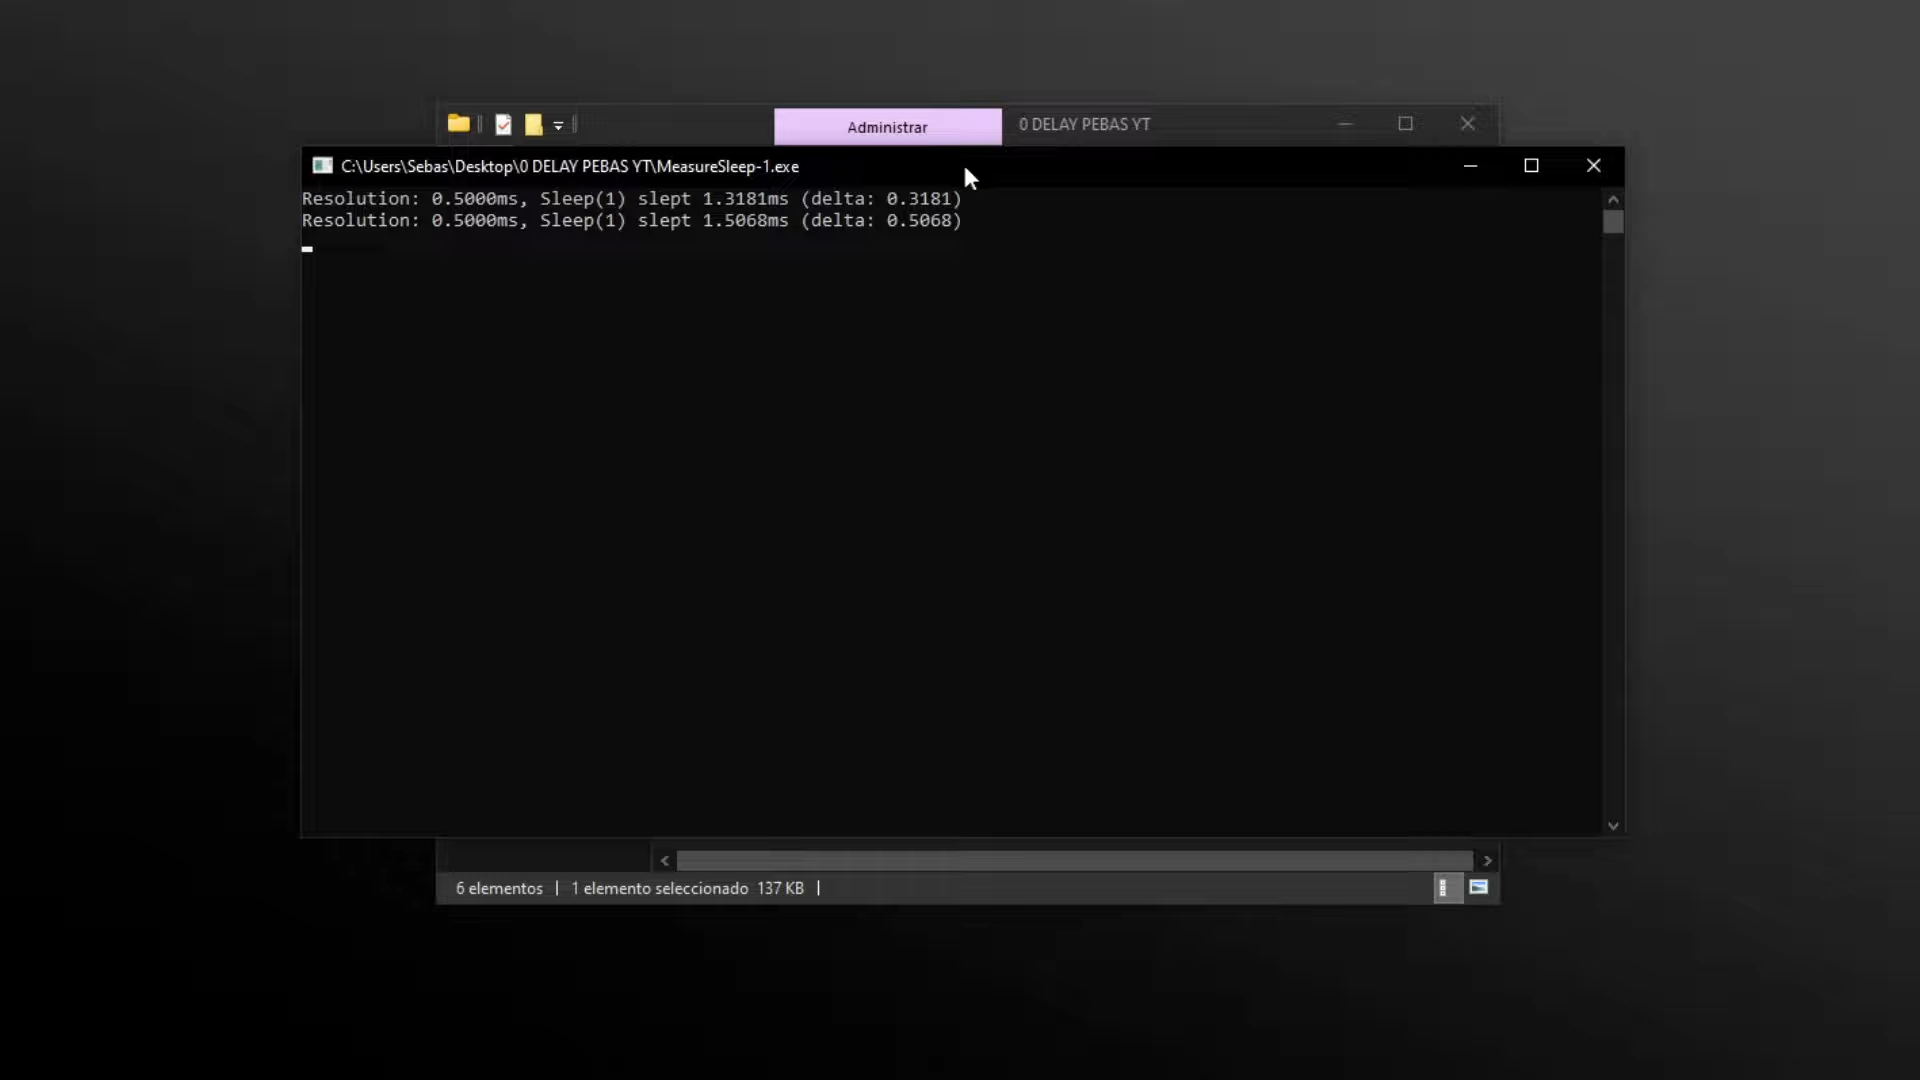 Administrar
0 DELAY PEBAS YT
C:\Users\Sebas\Desktop\0 DELAY PEBAS YT\MeasureSleep-1.exe
Resolution: 0.5000ms, Sleep(1) slept 1.3181ms (delta: 0.3181)
Resolution: 0.5000ms, Sleep(1) slept 1.5068ms (delta: 0.5068)
6 elementos | 1 elemento seleccionado 137 KB |